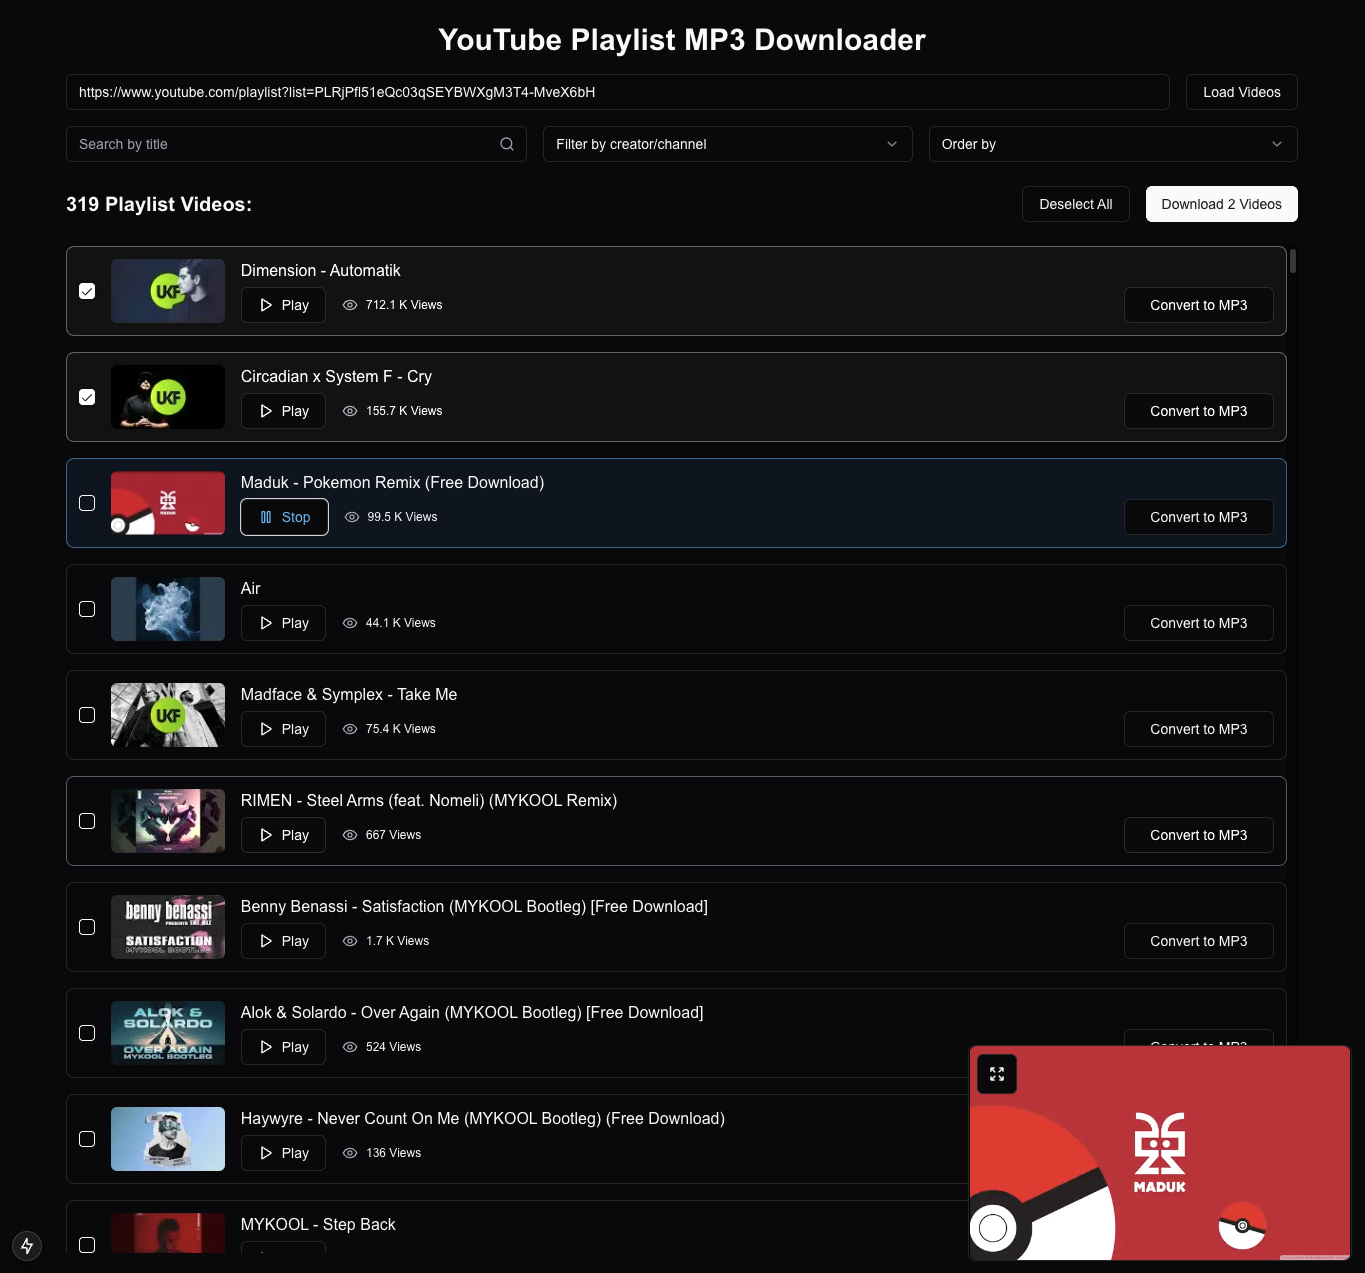 YouTube Playlist MP3 Downloader
https://www.youtube.com/playlist?list=PLRjPfl51eQc03qSEYBWXgM3T4-MveX6bH
Load Videos
Search by title
Filter by creator/channel
Order by
319 Playlist Videos:
Deselect All
Download 2 Videos
UKF
Dimension - Automatik
Play
712.1 K Views
Convert to MP3
UKF
Circadian x System F - Cry
Play
155.7 K Views
Convert to MP3
MADUK
Maduk - Pokemon Remix (Free Download)
Stop
99.5 K Views
Convert to MP3
Air
Play
44.1 K Views
Convert to MP3
UKF
Madface & Symplex - Take Me
Play
75.4 K Views
Convert to MP3
RIMEN - Steel Arms (feat. Nomeli) (MYKOOL Remix)
Play
667 Views
Convert to MP3
benny benassi
PRESENTS THE BIZ
SATISFACTION
MYKOOL BOOTLEG
Benny Benassi - Satisfaction (MYKOOL Bootleg) [Free Download]
Play
1.7 K Views
Convert to MP3
ALOK &
SOLARDO
OVER AGAIN
MYKOOL BOOTLEG
Alok & Solardo - Over Again (MYKOOL Bootleg) [Free Download]
Play
524 Views
Convert to MP3
Haywyre - Never Count On Me (MYKOOL Bootleg) (Free Download)
Play
136 Views
MYKOOL - Step Back
MADUK